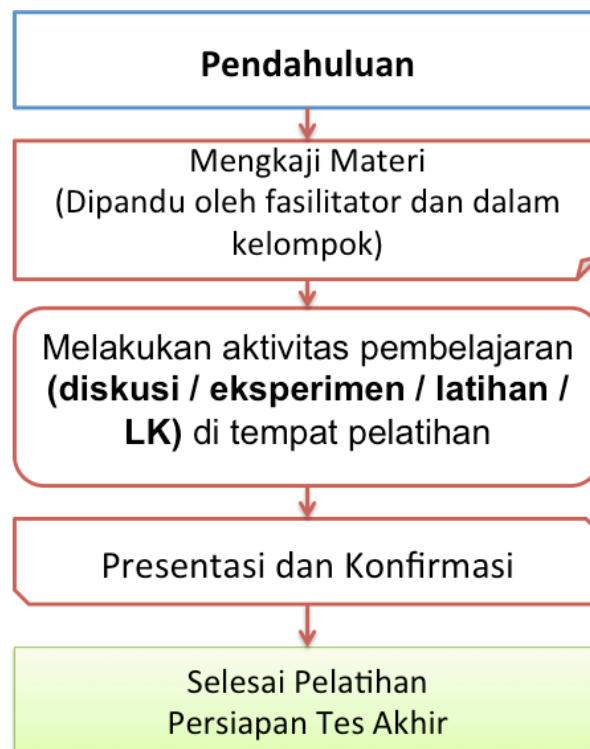 Pendahuluan
Mengkaji Materi
(Dipandu oleh fasilitator dan dalam
kelompok)
Melakukan aktivitas pembelajaran
(diskusi / eksperimen / latihan /
LK) di tempat pelatihan
Presentasi dan Konfirmasi
Selesai Pelatihan
Persiapan Tes Akhir